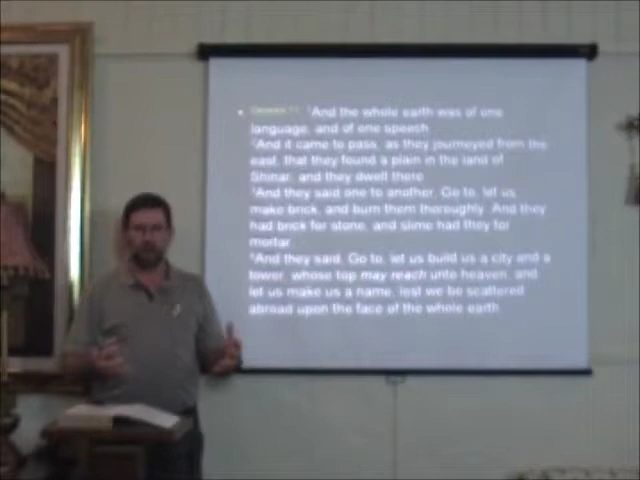 Genesis 11: ¹And the whole earth was of one
language, and of one speech
²And it came to pass, as they journeyed from the
east, that they found a plain in the land of
Shinar; and they dwelt there
³And they said one to another, Go to, let us
make brick, and burn them thoroughly. And they
had brick for stone, and slime had they for
mortar
⁴And they said, Go to, let us build us a city and a
tower, whose top may reach unto heaven; and
let us make us a name, lest we be scattered
abroad upon the face of the whole earth